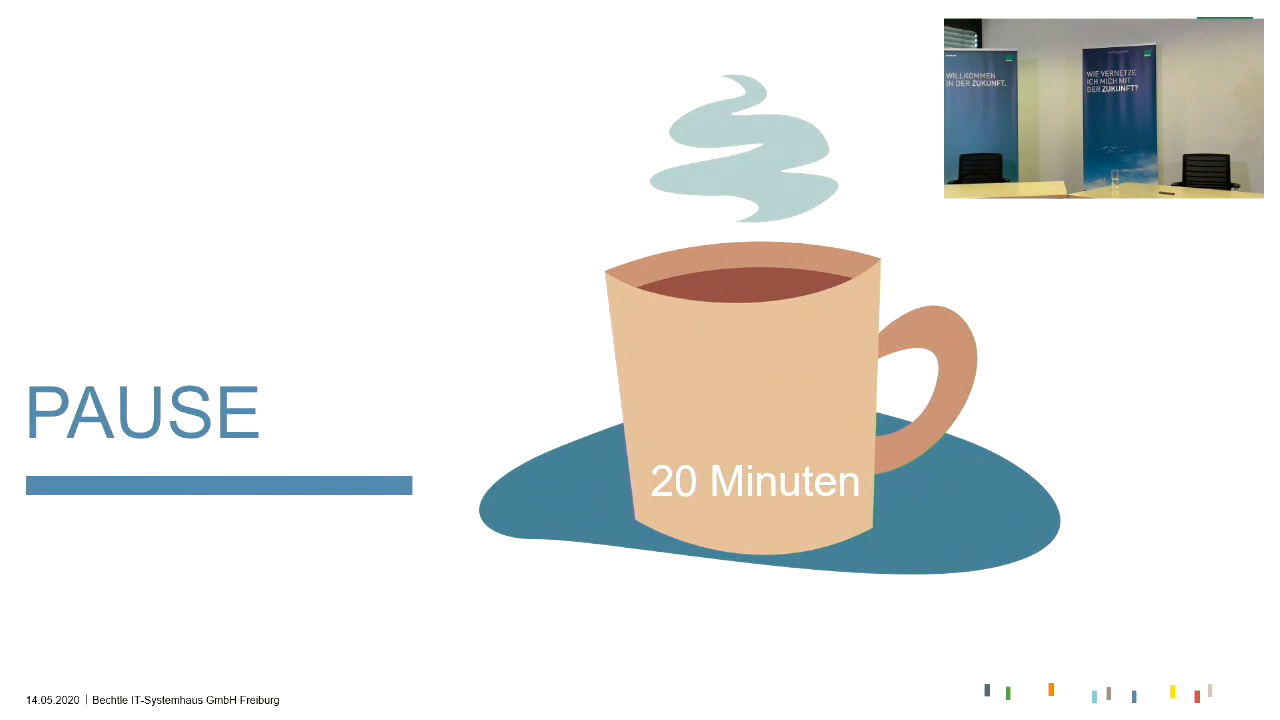 WILLKOMMEN
IN DER ZUKUNFT.
WIE VERNETZE
ICH MICH MIT
DER ZUKUNFT?
PAUSE
20 Minuten
14.05.2020 | Bechtle IT-Systemhaus GmbH Freiburg